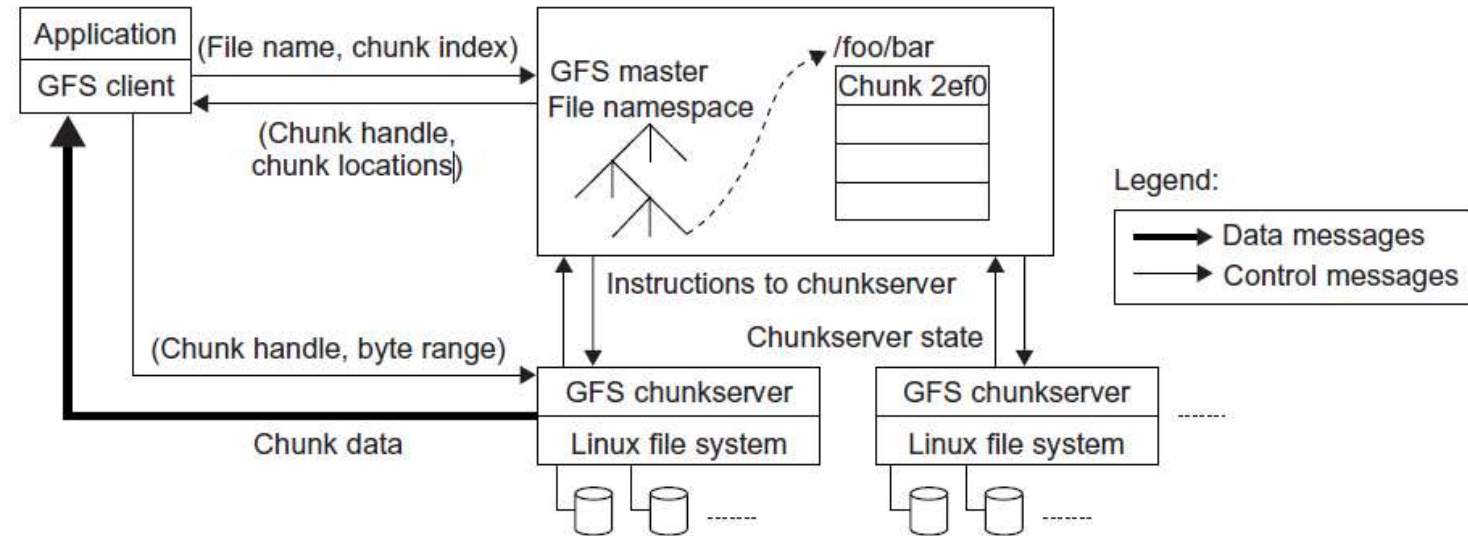 Application
GFS client
(File name, chunk index)
(Chunk handle,
chunk locations)
GFS master
File namespace
/foo/bar
Chunk 2ef0
Legend:
Data messages
Control messages
Instructions to chunkserver
Chunkserver state
(Chunk handle, byte range)
Chunk data
GFS chunkserver
Linux file system
GFS chunkserver
Linux file system